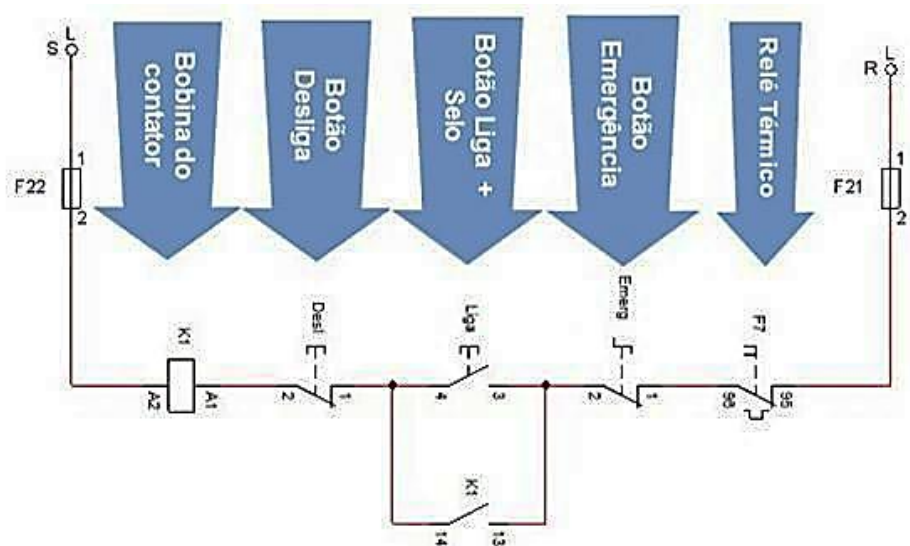 L
S
Bobina do
contator
Botão
Desliga
Botão Liga +
Selo
Botão
Emergência
Relé Térmico
L
R
1
F22
2
1
F21
2
K1
Desl
Liga
Emerg
F7
A2
A1
2
1
4
3
2
1
96
95
K1
14
13